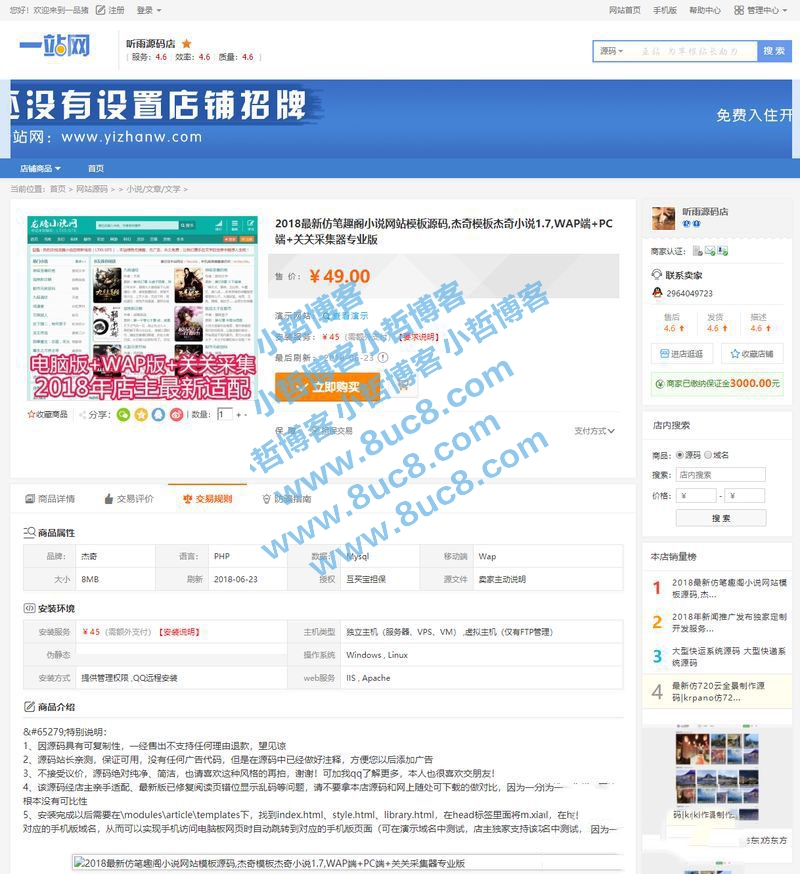 您好！欢迎来到一品猪 注册 登录
网站首页 手机版 帮助中心 管理中心
一站网
听雨源码店
[ 服务：4.6 效率：4.6 质量：4.6 ]
源码 搜 索
还没有设置店铺招牌
站网：www.yizhanw.com
免费入住开
店铺商品 首页
当前位置：首页 > 网站源码 > > 小说/文章/文字 >
2018最新仿笔趣阁小说网站模板源码,杰奇模板杰奇小说1.7,WAP端+PC
端+关关采集器专业版
售 价： ¥49.00
演示网站： 查看演示
安装服务：¥45 (需额外支付) 【要求说明】
立即购买
支付方式
电脑版+WAP版+关关采集
2018年店主最新适配
☆收藏商品 分享： | 数量： 1 + -
听雨源码店
商家认证：
联系卖家
2964049723
售后 发货 描述
4.6 4.6 4.6
进店逛逛 收藏店铺
商家已缴纳保证金3000.00元
店内搜索
商品： 源码 域名
搜索： 店内搜索
价格： ¥ - ¥
搜 索
商品详情 交易评价 交易规则
商品属性
品牌： 杰奇 语言： PHP Mysql 移动端 Wap
大小 8MB 刷新 2018-06-23 授权 互买宝担保 源文件 卖家主动说明
安装环境
安装服务 ¥45 (需额外支付) 【安装说明】 主机类型 独立主机（服务器、VPS、VM），虚拟主机（仅有FTP管理）
伪静态 操作系统 Windows , Linux
安装方式 提供管理权限 ,QQ远程安装 web服务 IIS , Apache
商品介绍
&#65279;特别说明：
1、因源码具有可复制性，一经售出不支持任何理由退款，望见谅
2、源码站长亲测，保证可用，没有任何广告代码，但是在源码中已经做好注释，方便您以后添加广告
3、不接受议价，源码绝对纯净、简洁，也请喜欢这种风格的再拍，谢谢！可加我qq了解更多，本人也很喜欢交朋友！
4、该源码经店主亲手适配、最新版已修复阅读页错位显示乱码等问题，请不要拿本店源码和网上随处可下载的做对比，因为一分为一
根本没有可比性
5、安装完成以后需要在\modules\article\templates下，找到index.html、style.html、library.html，在head标签里面将m.xiaі，在h
对应的手机版域名，从而可以实现手机访问电脑板网页时自动跳转到对应的手机版页面（可在演示域名中测试，店主独家支持该功名中测试， 因为一
2018最新仿笔趣阁小说网站模板源码,杰奇模板杰奇小说1.7,WAP端+PC端+关关采集器专业版
本店销量榜
1 2018最新仿笔趣阁小说网站模
板源码,杰...
2 2018年新闻推广发布独家定制
开发服务...
3 大型快运系统源码 大型快递系
统源码
4 最新仿720云全景制作源
码|krpano仿72...
小哲博客 小哲博客 小哲博客
小哲博客 小哲博客 小哲博客
www.8uc8.com
www.8uc8.com
www.8uc8.com